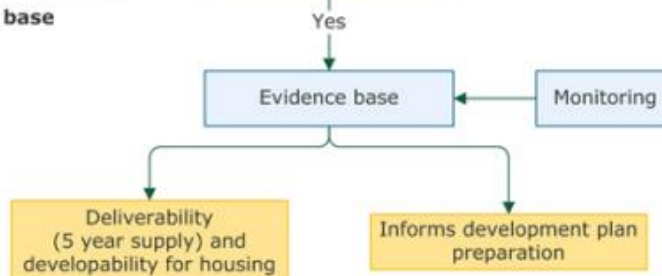 base
Yes
Evidence base
Monitoring
Deliverability
(5 year supply) and
developability for housing
Informs development plan
preparation